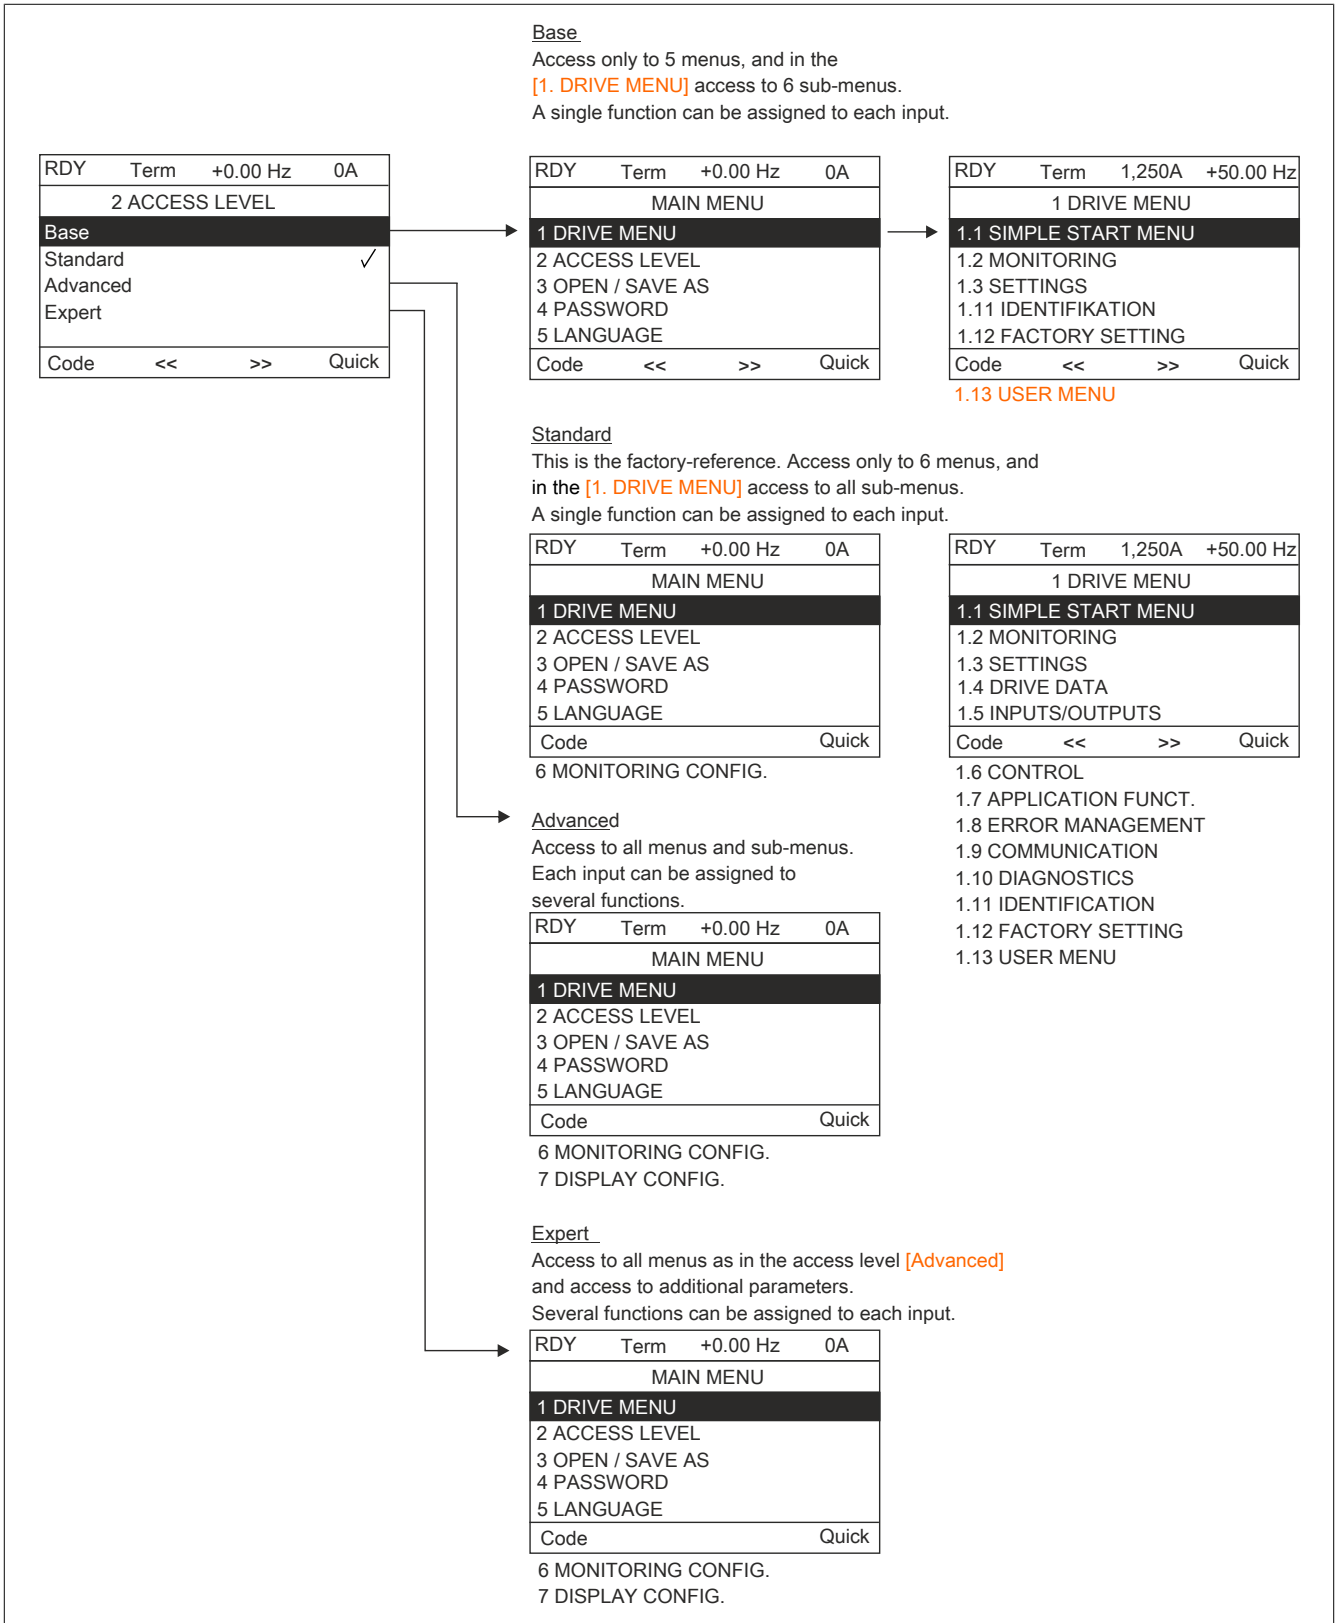 Base
Access only to 5 menus, and in the
[1. DRIVE MENU] access to 6 sub-menus.
A single function can be assigned to each input.
RDY Term +0.00 Hz 0A
2 ACCESS LEVEL
Base
Standard ✓
Advanced
Expert
Code << >> Quick
RDY Term +0.00 Hz 0A
MAIN MENU
1 DRIVE MENU
2 ACCESS LEVEL
3 OPEN / SAVE AS
4 PASSWORD
5 LANGUAGE
Code << >> Quick
RDY Term 1,250A +50.00 Hz
1 DRIVE MENU
1.1 SIMPLE START MENU
1.2 MONITORING
1.3 SETTINGS
1.11 IDENTIFIKATION
1.12 FACTORY SETTING
Code << >> Quick
1.13 USER MENU
Standard
This is the factory-reference. Access only to 6 menus, and
in the [1. DRIVE MENU] access to all sub-menus.
A single function can be assigned to each input.
RDY Term +0.00 Hz 0A
MAIN MENU
1 DRIVE MENU
2 ACCESS LEVEL
3 OPEN / SAVE AS
4 PASSWORD
5 LANGUAGE
Code Quick
6 MONITORING CONFIG.
RDY Term 1,250A +50.00 Hz
1 DRIVE MENU
1.1 SIMPLE START MENU
1.2 MONITORING
1.3 SETTINGS
1.4 DRIVE DATA
1.5 INPUTS/OUTPUTS
Code << >> Quick
1.6 CONTROL
1.7 APPLICATION FUNCT.
1.8 ERROR MANAGEMENT
1.9 COMMUNICATION
1.10 DIAGNOSTICS
1.11 IDENTIFICATION
1.12 FACTORY SETTING
1.13 USER MENU
Advanced
Access to all menus and sub-menus.
Each input can be assigned to
several functions.
RDY Term +0.00 Hz 0A
MAIN MENU
1 DRIVE MENU
2 ACCESS LEVEL
3 OPEN / SAVE AS
4 PASSWORD
5 LANGUAGE
Code Quick
6 MONITORING CONFIG.
7 DISPLAY CONFIG.
Expert
Access to all menus as in the access level [Advanced]
and access to additional parameters.
Several functions can be assigned to each input.
RDY Term +0.00 Hz 0A
MAIN MENU
1 DRIVE MENU
2 ACCESS LEVEL
3 OPEN / SAVE AS
4 PASSWORD
5 LANGUAGE
Code Quick
6 MONITORING CONFIG.
7 DISPLAY CONFIG.